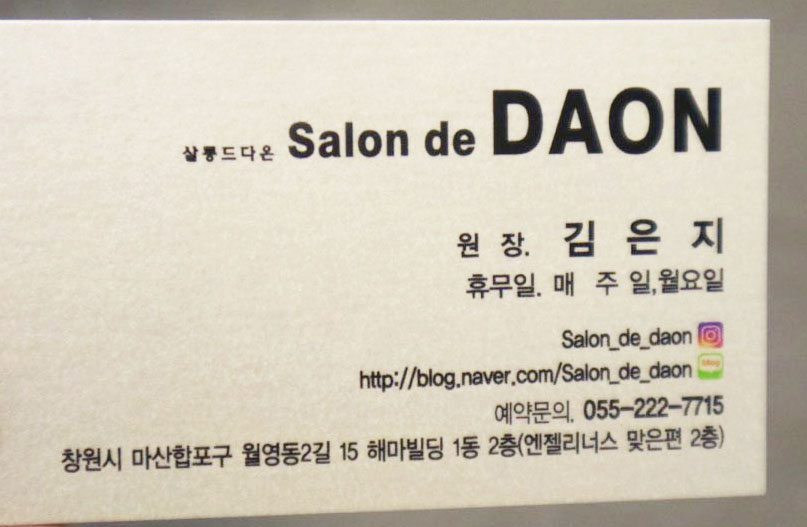 살롱드다온 Salon de DAON
원 장. 김 은 지
휴무일. 매 주 일,월요일
Salon_de_daon
http://blog.naver.com/Salon_de_daon blog
예약문의. 055-222-7715
창원시 마산합포구 월영동2길 15 해마빌딩 1동 2층(엔젤리너스 맞은편 2층)